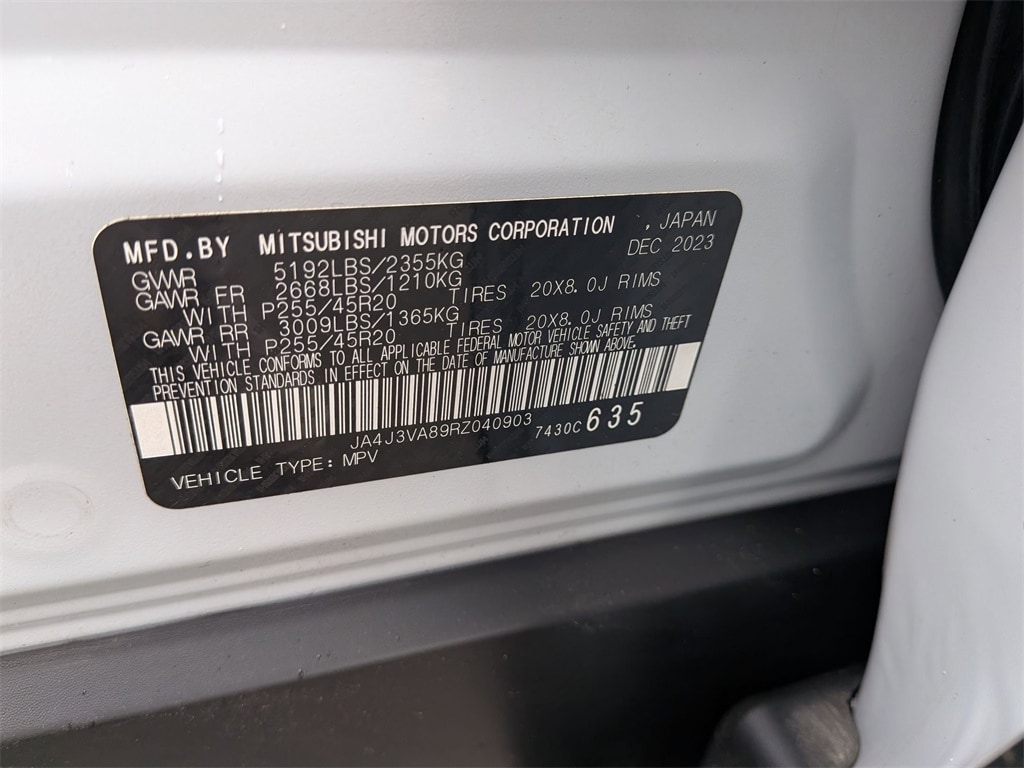 MFD.BY MITSUBISHI MOTORS CORPORATION , JAPAN
DEC 2023
GVWR 5192LBS/2355KG
GAWR FR 2668LBS/1210KG
WITH P255/45R20 TIRES 20X8.0J RIMS
GAWR RR 3009LBS/1365KG
WITH P255/45R20 TIRES 20X8.0J RIMS
THIS VEHICLE CONFORMS TO ALL APPLICABLE FEDERAL MOTOR VEHICLE SAFETY AND THEFT
PREVENTION STANDARDS IN EFFECT ON THE DATE OF MANUFACTURE SHOWN ABOVE.
JA4J3VA89RZ040903 7430C 635
VEHICLE TYPE: MPV